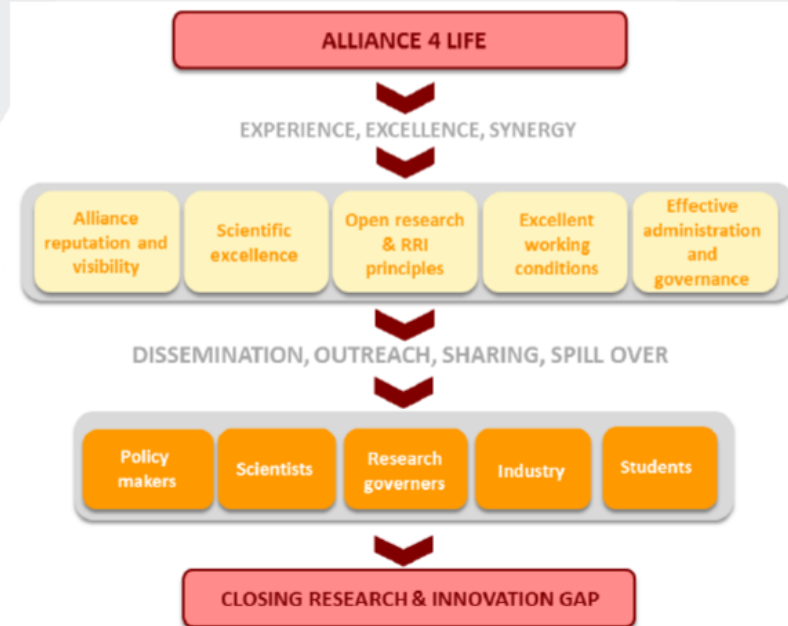 ALLIANCE 4 LIFE
EXPERIENCE, EXCELLENCE, SYNERGY
Alliance
reputation and
visibility
Scientific
excellence
Open research
& RRI
principles
Excellent
working
conditions
Effective
administration
and
governance
DISSEMINATION, OUTREACH, SHARING, SPILL OVER
Policy
makers
Scientists
Research
governers
Industry
Students
CLOSING RESEARCH & INNOVATION GAP